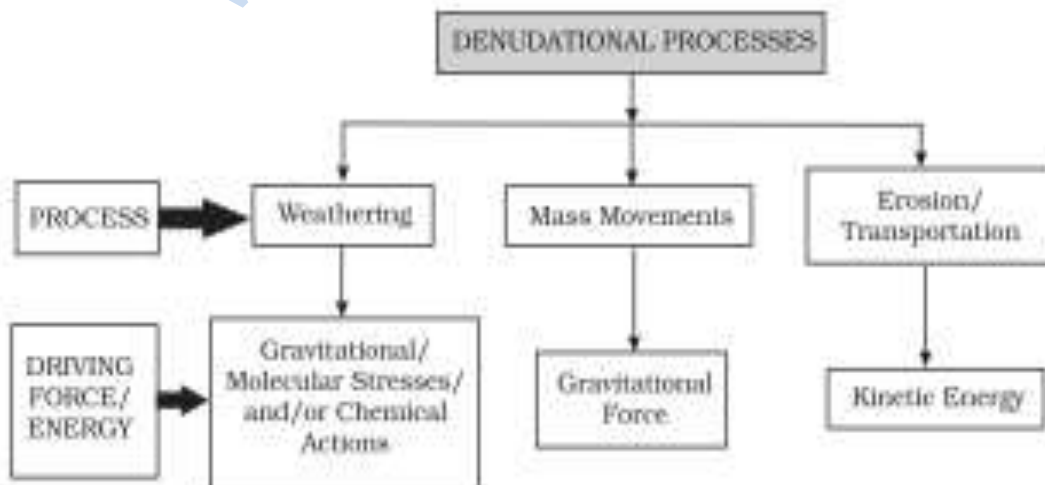 DENUDATIONAL PROCESSES
PROCESS
Weathering
Mass Movements
Erosion/
Transportation
DRIVING
FORCE/
ENERGY
Gravitational/
Molecular Stresses/
and/or Chemical
Actions
Gravitational
Force
Kinetic Energy